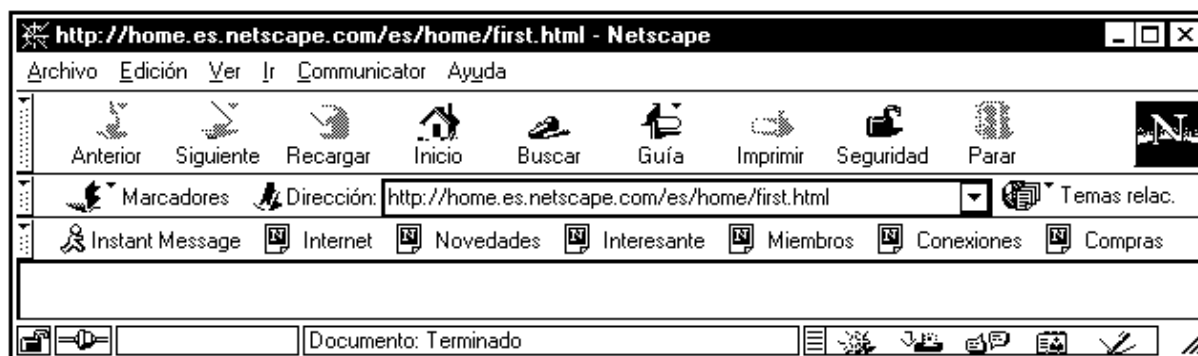 http://home.es.netscape.com/es/home/first.html - Netscape
Archivo Edición Ver Ir Communicator Ayuda
Anterior Siguiente Recargar Inicio Buscar Guía Imprimir Seguridad Parar N
Marcadores Dirección: http://home.es.netscape.com/es/home/first.html Temas relac.
Instant Message Internet Novedades Interesante Miembros Conexiones Compras
Documento: Terminado